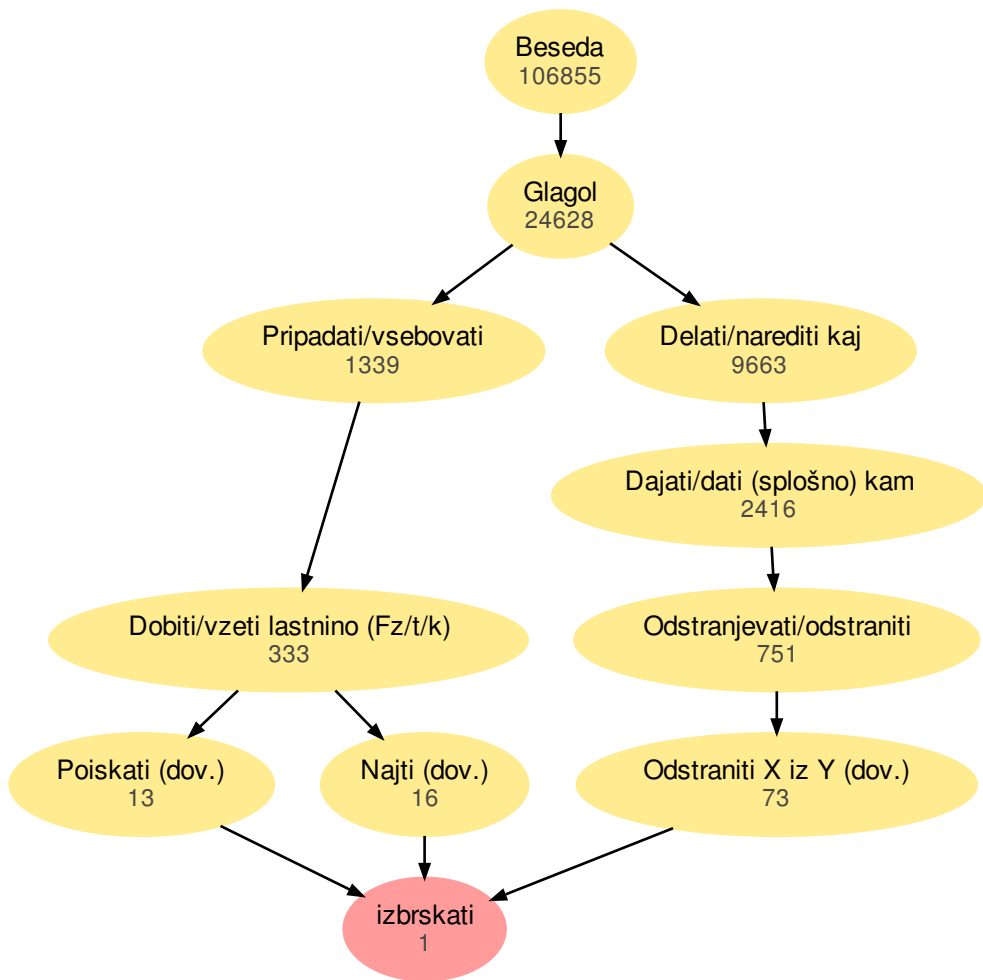 Beseda
106855
Glagol
24628
Pripadati/vsebovati
1339
Delati/narediti kaj
9663
Dajati/dati (splošno) kam
2416
Dobiti/vzeti lastnino (Fz/t/k)
333
Odstranjevati/odstraniti
751
Poiskati (dov.)
13
Najti (dov.)
16
Odstraniti X iz Y (dov.)
73
izbrskati
1